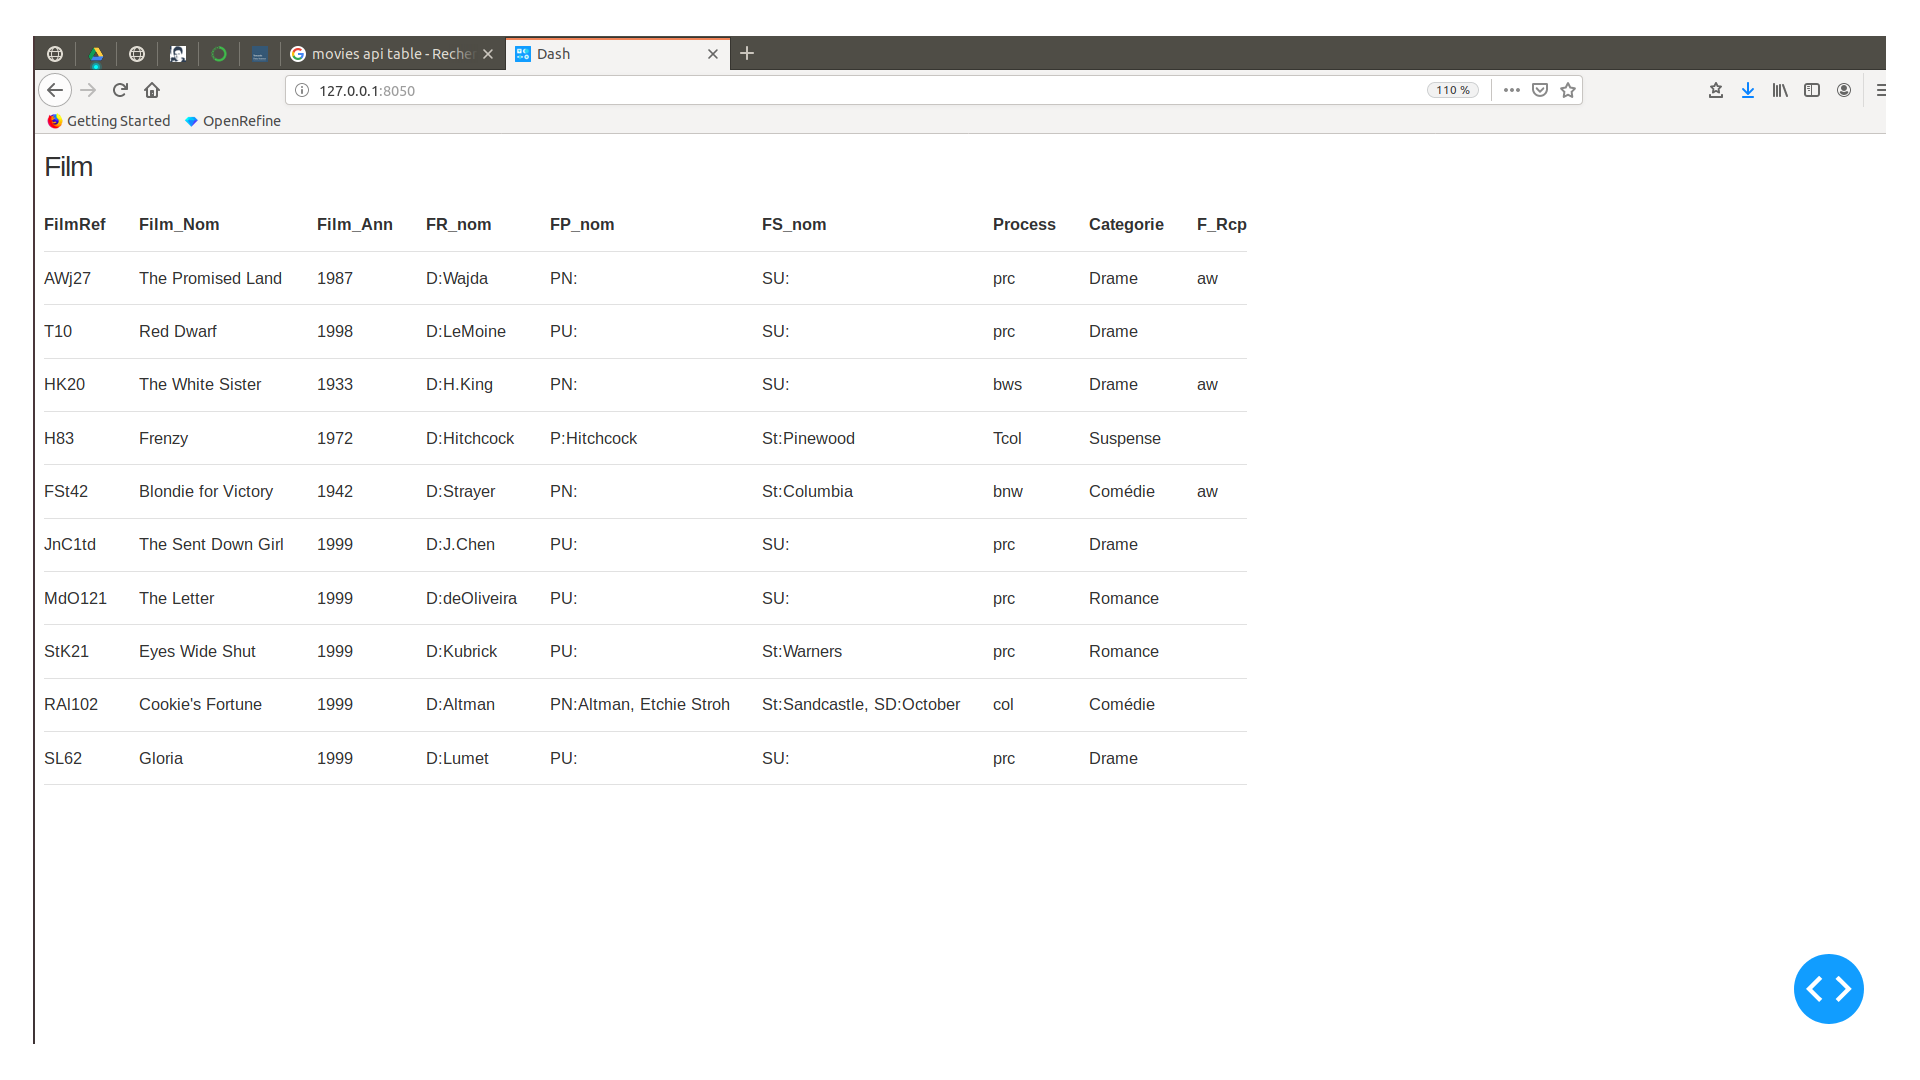 movies api table - Reche
Dash
127.0.0.1:8050
110 %
Getting Started
OpenRefine
Film
FilmRef Film_Nom Film_Ann FR_nom FP_nom FS_nom Process Categorie F_Rcp
AWj27 The Promised Land 1987 D:Wajda PN: SU: prc Drame aw
T10 Red Dwarf 1998 D:LeMoine PU: SU: prc Drame
HK20 The White Sister 1933 D:H.King PN: SU: bws Drame aw
H83 Frenzy 1972 D:Hitchcock P:Hitchcock St:Pinewood Tcol Suspense
FSt42 Blondie for Victory 1942 D:Strayer PN: St:Columbia bnw Comédie aw
JnC1td The Sent Down Girl 1999 D:J.Chen PU: SU: prc Drame
MdO121 The Letter 1999 D:deOliveira PU: SU: prc Romance
StK21 Eyes Wide Shut 1999 D:Kubrick PU: St:Warners prc Romance
RAl102 Cookie's Fortune 1999 D:Altman PN:Altman, Etchie Stroh St:Sandcastle, SD:October col Comédie
SL62 Gloria 1999 D:Lumet PU: SU: prc Drame